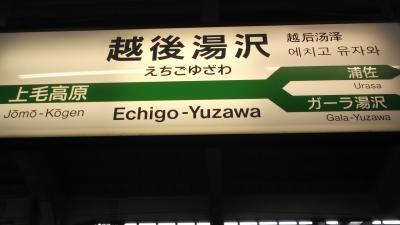 越後湯沢
えちごゆざわ
越后汤泽
에치고 유자와
上毛高原
Jōmō-Kōgen
Echigo-Yuzawa
浦佐
Urasa
ガーラ湯沢
Gala-Yuzawa